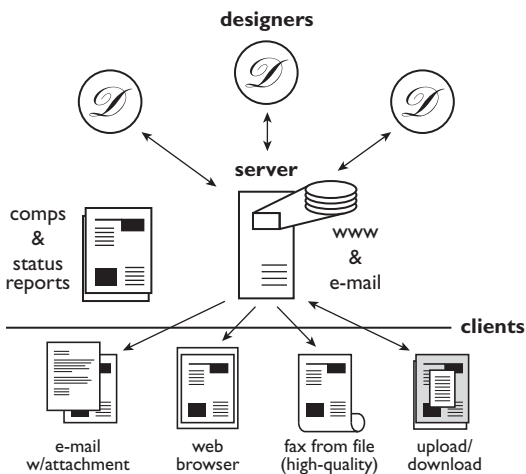 designers
D
D
D
server
comps
&
status
reports
www
&
e-mail
clients
e-mail
w/attachment
web
browser
fax from file
(high-quality)
upload/
download